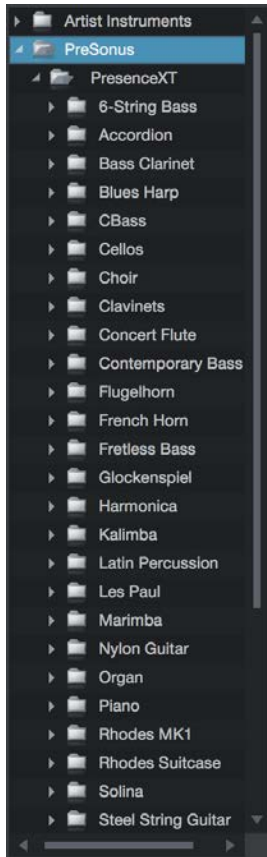 Artist Instruments
PreSonus
PresenceXT
6-String Bass
Accordion
Bass Clarinet
Blues Harp
CBass
Cellos
Choir
Clavinets
Concert Flute
Contemporary Bass
Flugelhorn
French Horn
Fretless Bass
Glockenspiel
Harmonica
Kalimba
Latin Percussion
Les Paul
Marimba
Nylon Guitar
Organ
Piano
Rhodes MK1
Rhodes Suitcase
Solina
Steel String Guitar